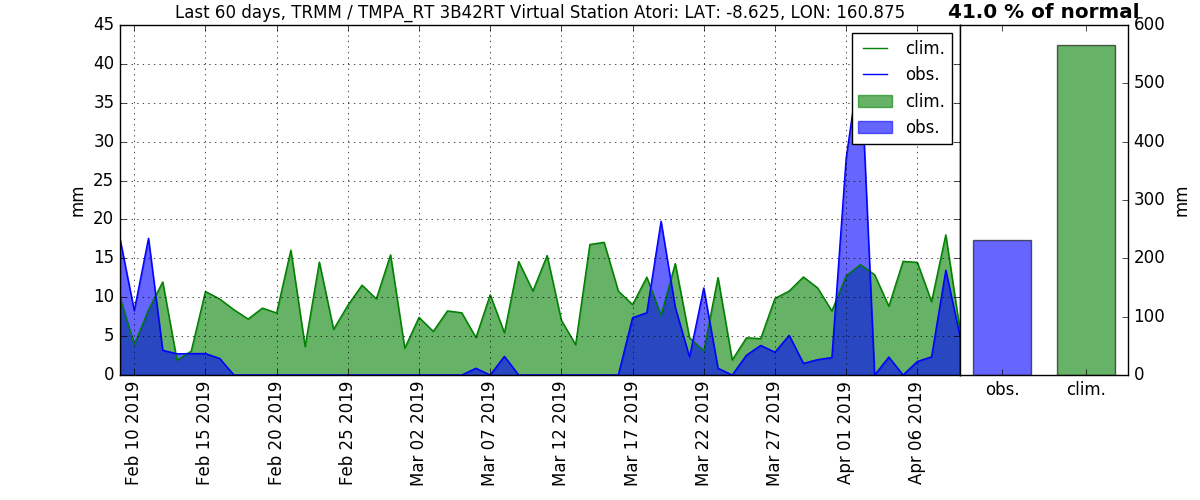 Last 60 days, TRMM / TMPA_RT 3B42RT Virtual Station Atori: LAT: -8.625, LON: 160.875
41.0 % of normal
45
40
35
30
25
20
15
10
5
0
mm
clim.
obs.
clim.
obs.
600
500
400
300
200
100
0
mm
obs.
clim.
Feb 10 2019
Feb 15 2019
Feb 20 2019
Feb 25 2019
Mar 02 2019
Mar 07 2019
Mar 12 2019
Mar 17 2019
Mar 22 2019
Mar 27 2019
Apr 01 2019
Apr 06 2019